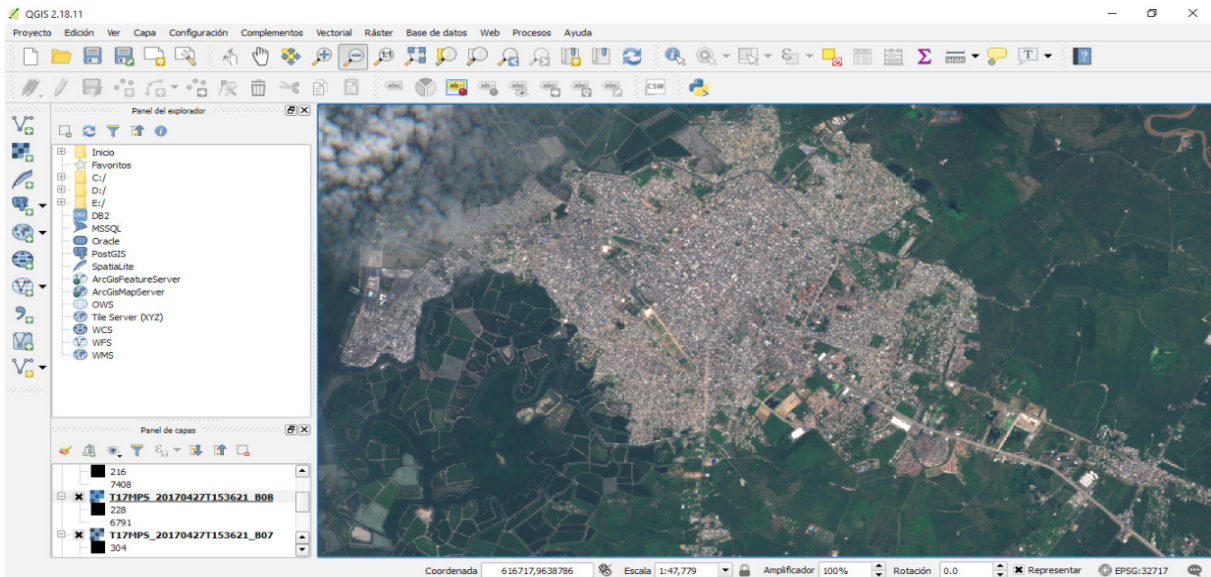 QGIS 2.18.11
Proyecto Edición Ver Capa Configuración Complementos Vectorial Ráster Base de datos Web Procesos Ayuda
CSW
Panel del explorador
Inicio
Favoritos
C:/
D:/
E:/
DB2
MSSQL
Oracle
PostGIS
SpatiaLite
ArcGisFeatureServer
ArcGisMapServer
OWS
Tile Server (XYZ)
WCS
WFS
WMS
Panel de capas
216
7408
T17MPS_20170427T153621_B08
228
6791
T17MPS_20170427T153621_B07
304
Coordenada 616717,9638786 Escala 1:47,779 Amplificador 100% Rotación 0.0 Representar EPSG:32717